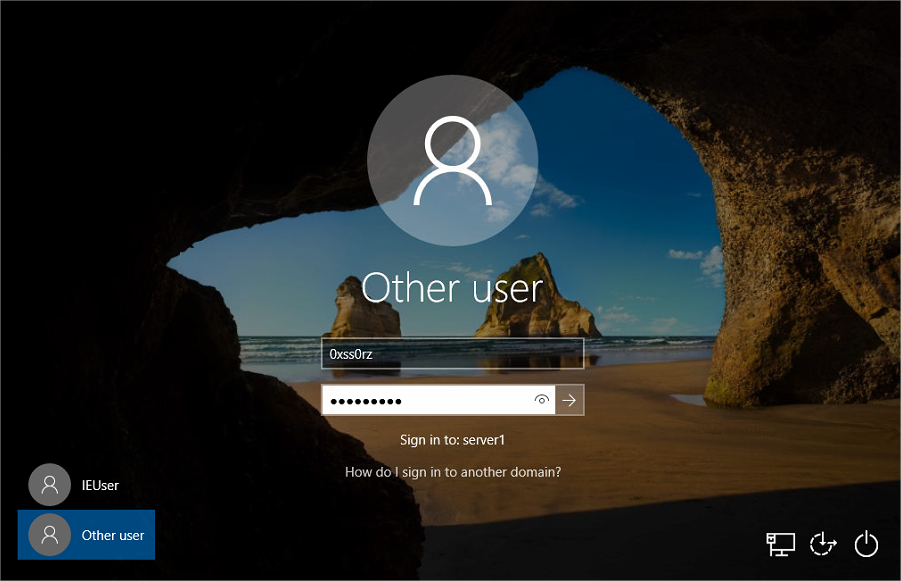 Other user
0xss0rz
Sign in to: server1
How do I sign in to another domain?
IEUser
Other user